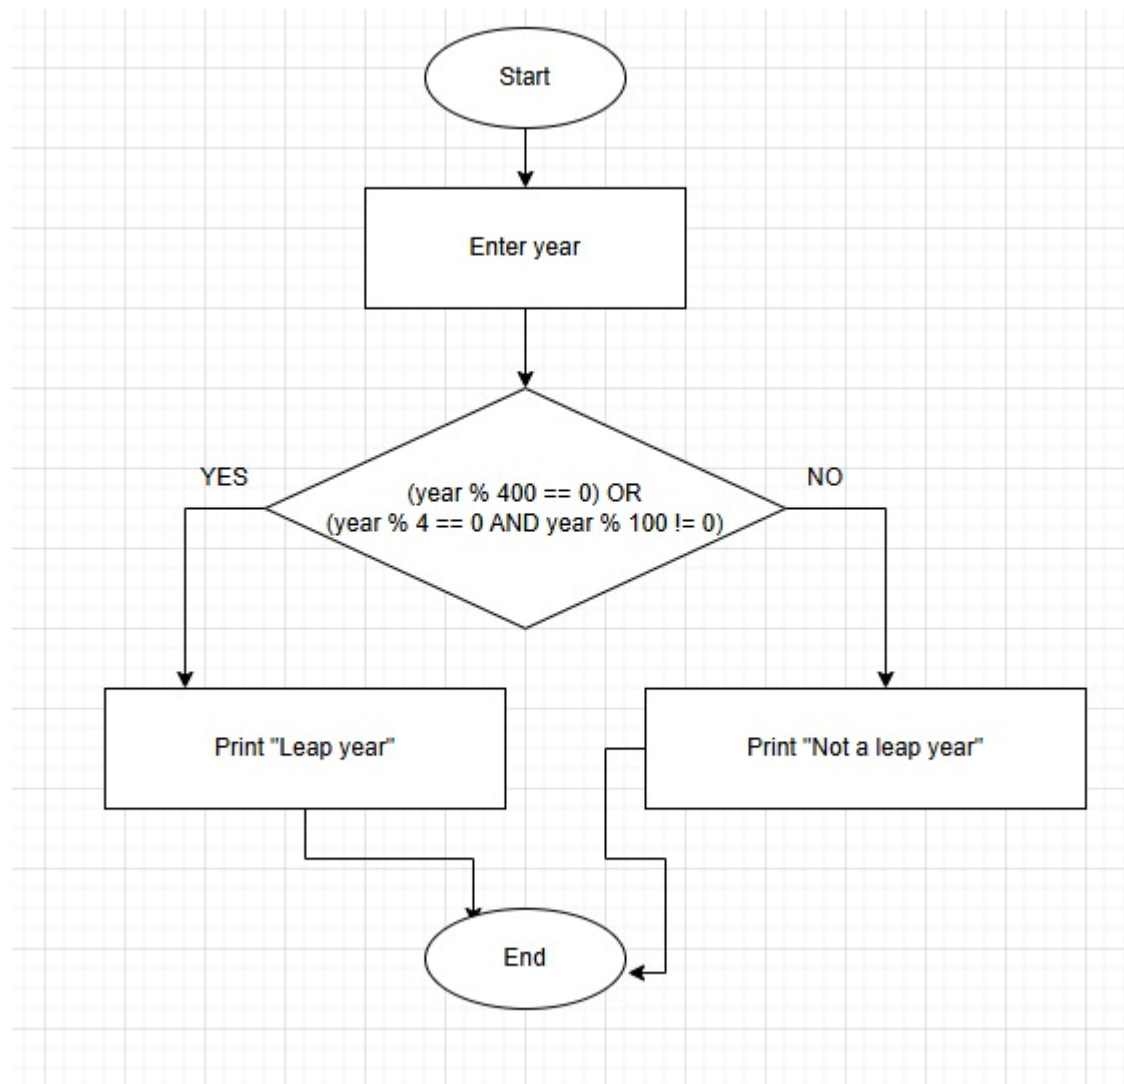 Start
Enter year
YES
NO
(year % 400 == 0) OR
(year % 4 == 0 AND year % 100 != 0)
Print "Leap year"
Print "Not a leap year"
End